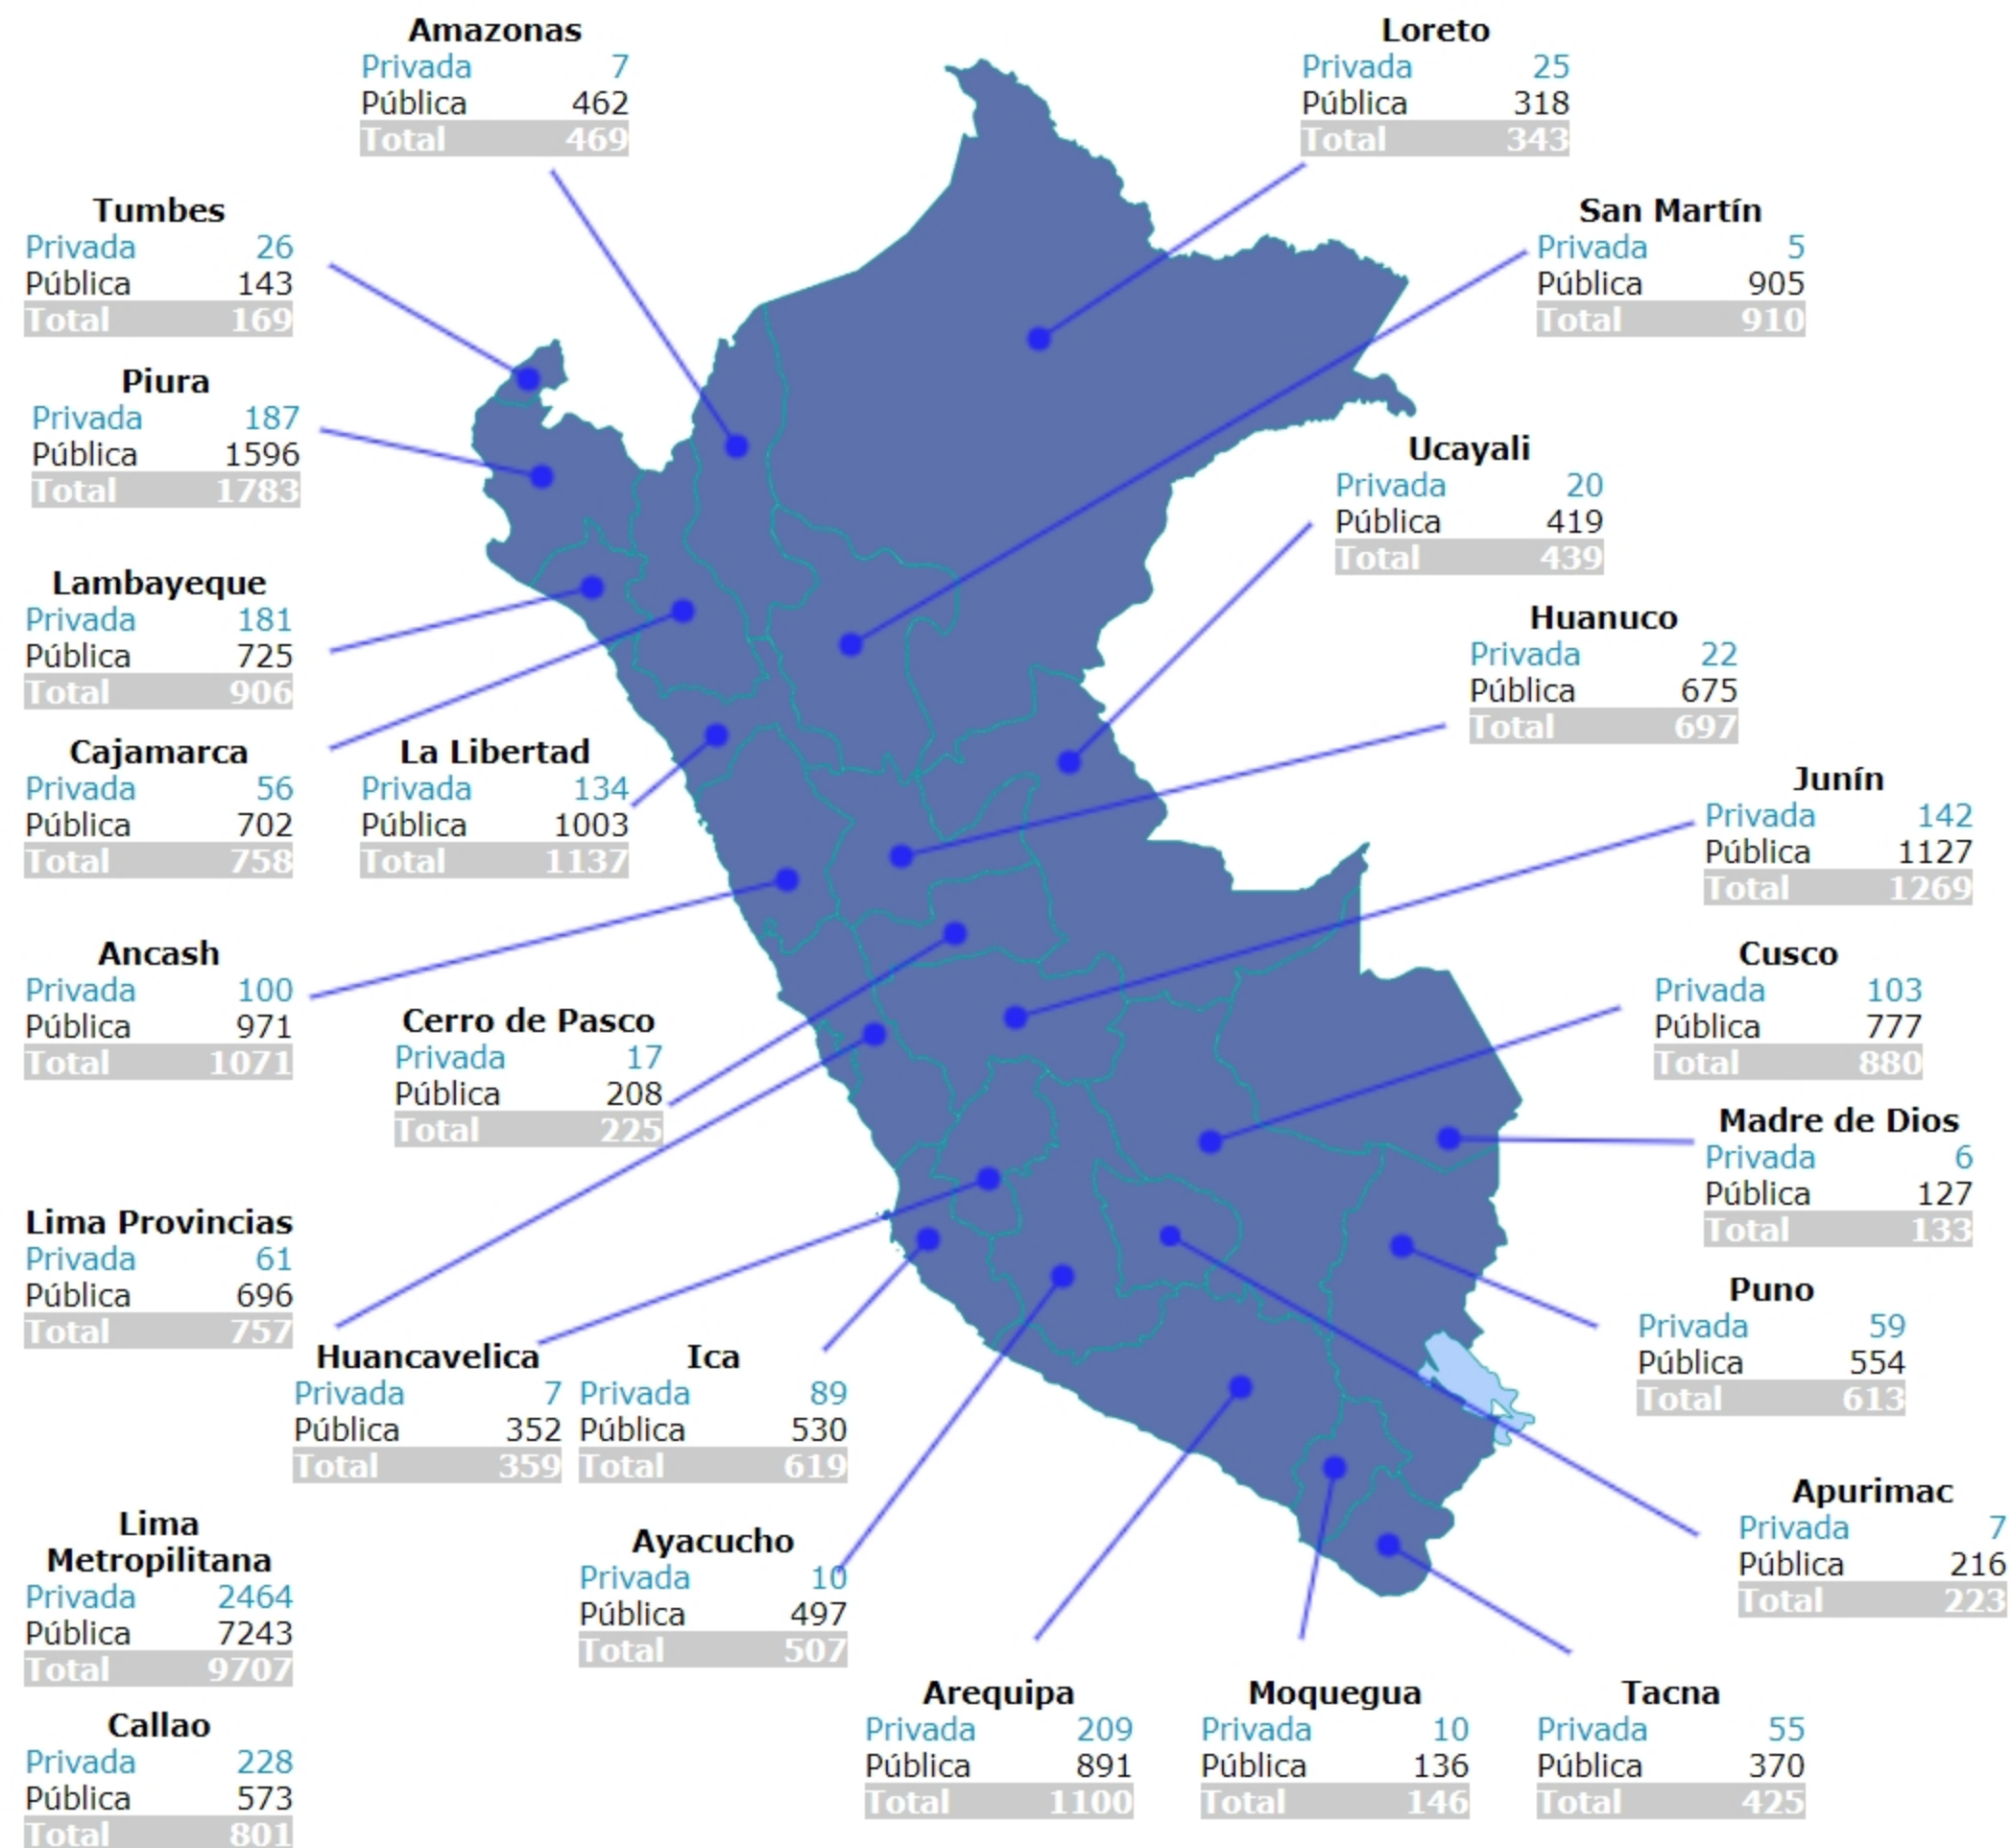 Amazonas
Privada 7
Pública 462
Total 469
Loreto
Privada 25
Pública 318
Total 343
Tumbes
Privada 26
Pública 143
Total 169
San Martín
Privada 5
Pública 905
Total 910
Piura
Privada 187
Pública 1596
Total 1783
Ucayali
Privada 20
Pública 419
Total 439
Lambayeque
Privada 181
Pública 725
Total 906
Huanuco
Privada 22
Pública 675
Total 697
Cajamarca
Privada 56
Pública 702
Total 758
La Libertad
Privada 134
Pública 1003
Total 1137
Junín
Privada 142
Pública 1127
Total 1269
Ancash
Privada 100
Pública 971
Total 1071
Cerro de Pasco
Privada 17
Pública 208
Total 225
Cusco
Privada 103
Pública 777
Total 880
Madre de Dios
Privada 6
Pública 127
Total 133
Lima Provincias
Privada 61
Pública 696
Total 757
Puno
Privada 59
Pública 554
Total 613
Huancavelica
Privada 7
Pública 352
Total 359
Ica
Privada 89
Pública 530
Total 619
Apurimac
Privada 7
Pública 216
Total 223
Lima
Metropilitana
Privada 2464
Pública 7243
Total 9707
Ayacucho
Privada 10
Pública 497
Total 507
Callao
Privada 228
Pública 573
Total 801
Arequipa
Privada 209
Pública 891
Total 1100
Moquegua
Privada 10
Pública 136
Total 146
Tacna
Privada 55
Pública 370
Total 425